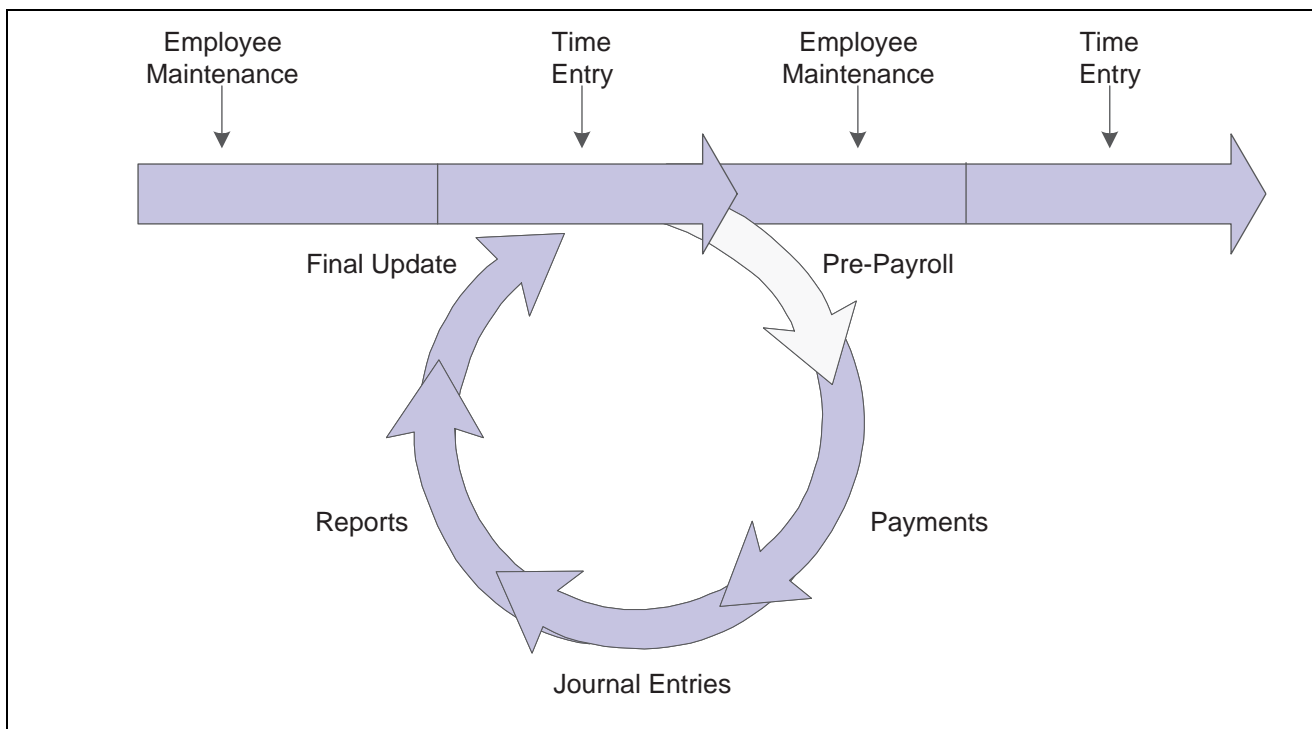 Employee
Maintenance
Time
Entry
Employee
Maintenance
Time
Entry
Final Update
Pre-Payroll
Reports
Payments
Journal Entries